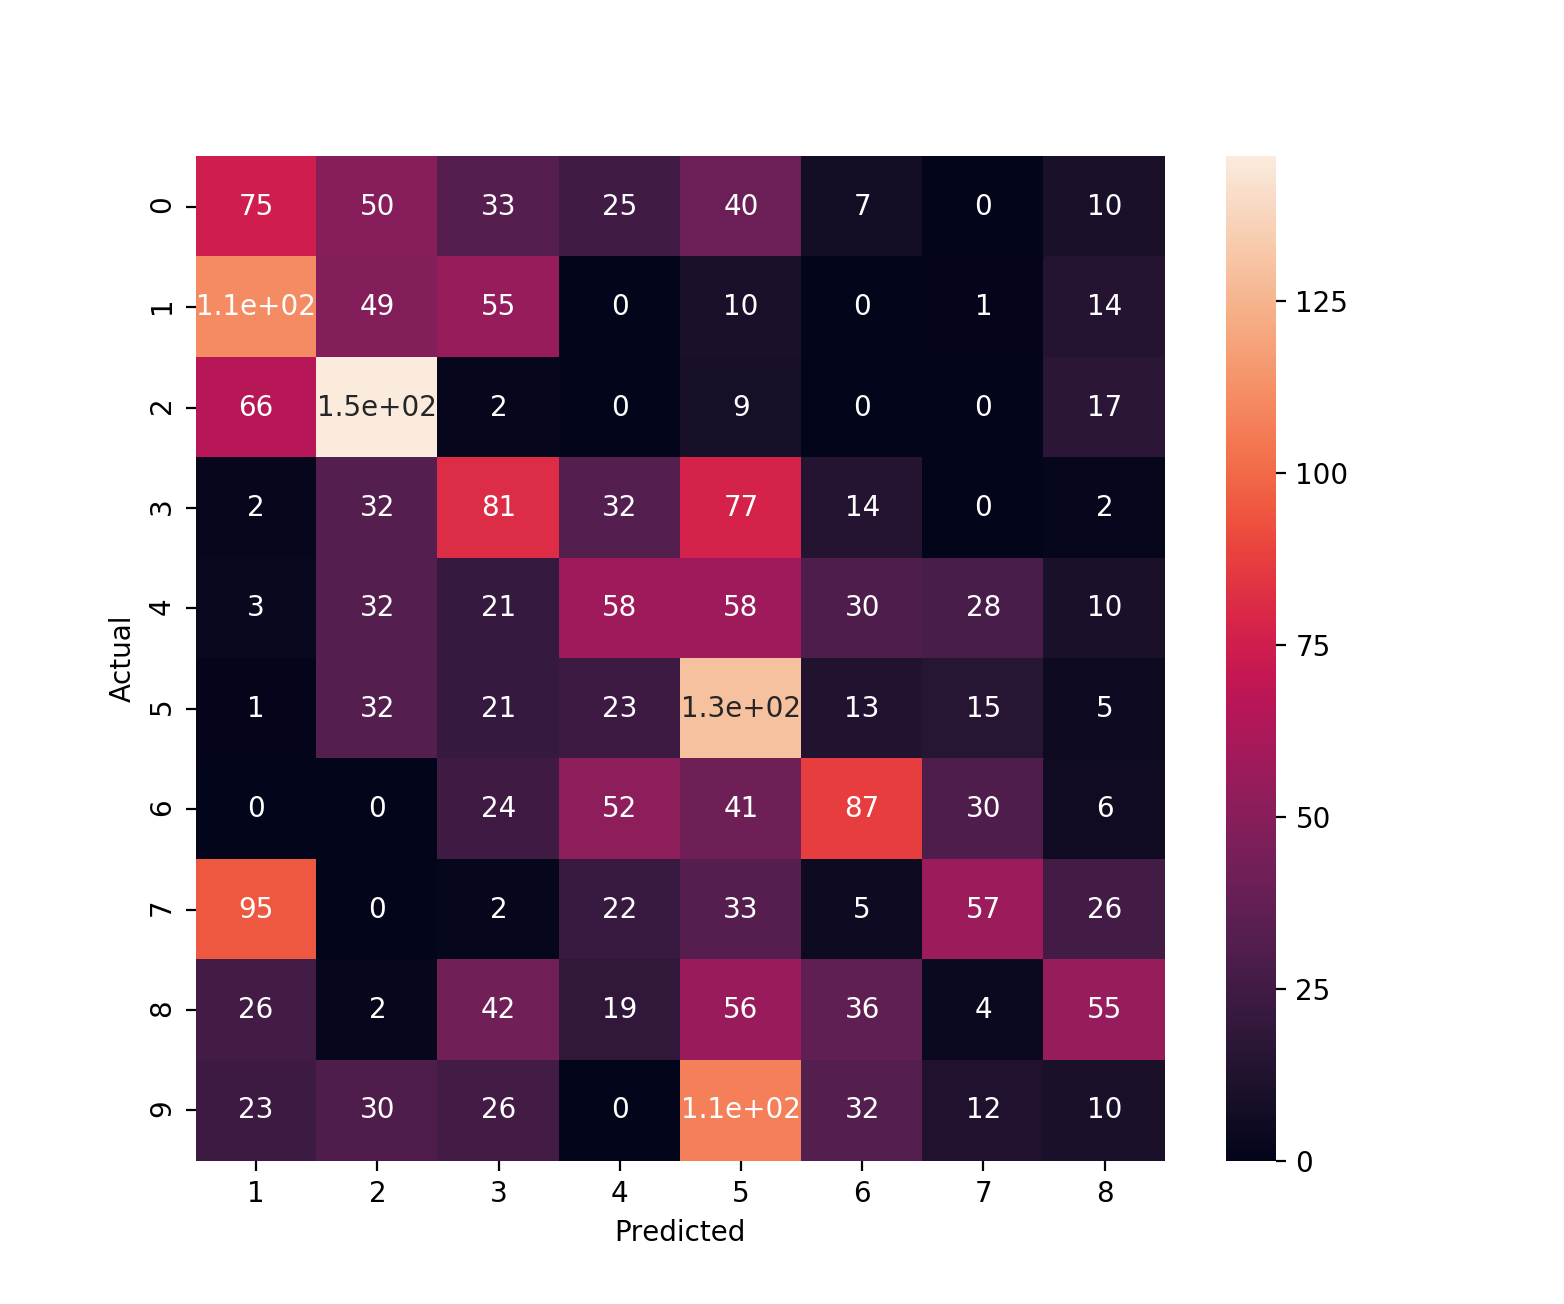 0 75 50 33 25 40 7 0 10
1 1.1e+02 49 55 0 10 0 1 14
2 66 1.5e+02 2 0 9 0 0 17
3 2 32 81 32 77 14 0 2
4 3 32 21 58 58 30 28 10
5 1 32 21 23 1.3e+02 13 15 5
6 0 0 24 52 41 87 30 6
7 95 0 2 22 33 5 57 26
8 26 2 42 19 56 36 4 55
9 23 30 26 0 1.1e+02 32 12 10
1 2 3 4 5 6 7 8
Predicted
Actual
125
100
75
50
25
0